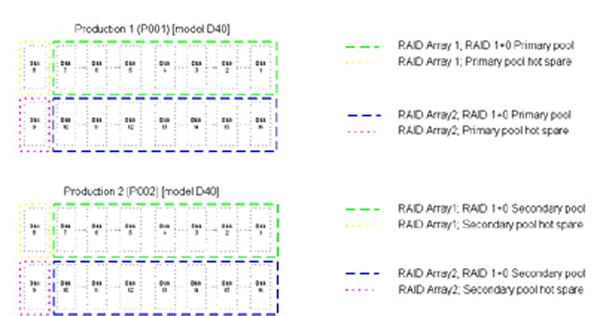 Production 1 (P001) [model D40]
RAID Array 1; RAID 1+0 Primary pool
RAID Array 1; Primary pool hot spare
Disk Disk Disk Disk Disk Disk Disk Disk
8 7 6 5 4 3 2 1
RAID Array2; RAID 1+0 Primary pool
RAID Array2; Primary pool hot spare
Disk Disk Disk Disk Disk Disk Disk Disk
9 10 11 12 13 14 15 16
Production 2 (P002) [model D40]
RAID Array1; RAID 1+0 Secondary pool
RAID Array1; Secondary pool hot spare
Disk Disk Disk Disk Disk Disk Disk Disk
8 7 6 5 4 3 2 1
RAID Array2; RAID 1+0 Secondary pool
RAID Array2; Secondary pool hot spare
Disk Disk Disk Disk Disk Disk Disk Disk
9 10 11 12 13 14 15 16